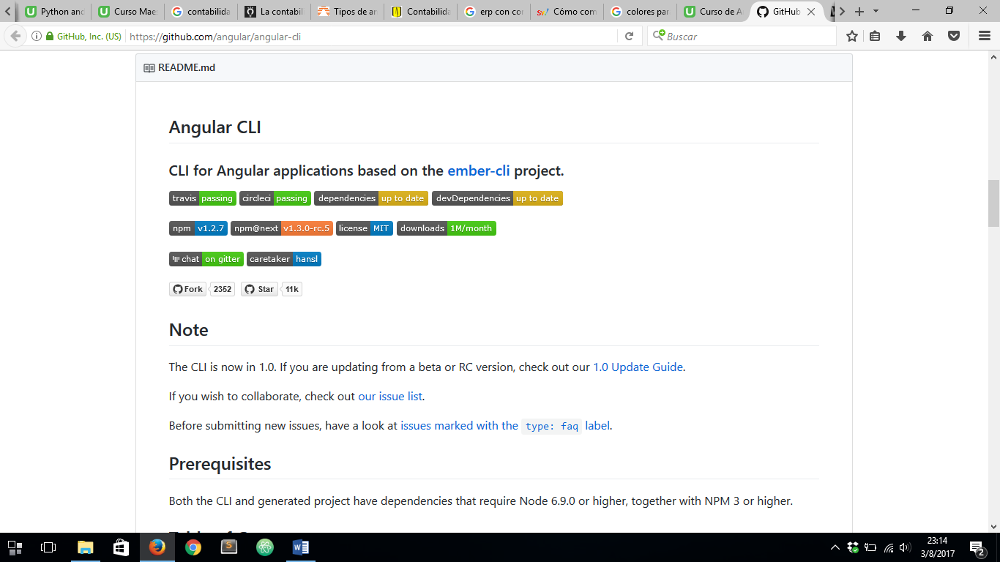 Python and
Curso Maes
contabilida
La contabil
Tipos de ar
Contabilida
erp con con
Cómo com
colores par
Curso de A
GitHub
GitHub, Inc. (US)
https://github.com/angular/angular-cli
Buscar
README.md
Angular CLI
CLI for Angular applications based on the ember-cli project.
travis passing circleci passing dependencies up to date devDependencies up to date
npm v1.2.7 npm@next v1.3.0-rc.5 license MIT downloads 1M/month
chat on gitter caretaker hansl
Fork 2352 Star 11k
Note
The CLI is now in 1.0. If you are updating from a beta or RC version, check out our 1.0 Update Guide.
If you wish to collaborate, check out our issue list.
Before submitting new issues, have a look at issues marked with the type: faq label.
Prerequisites
Both the CLI and generated project have dependencies that require Node 6.9.0 or higher, together with NPM 3 or higher.
23:14
3/8/2017
2